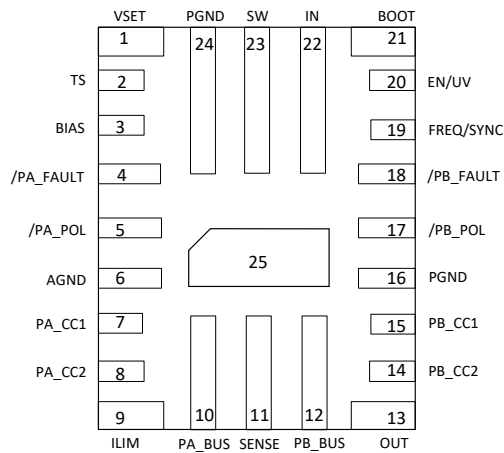 VSET PGND SW IN BOOT
1 24 23 22 21
TS 2 20 EN/UV
BIAS 3 19 FREQ/SYNC
/PA_FAULT 4 18 /PB_FAULT
/PA_POL 5 17 /PB_POL
25
AGND 6 16 PGND
PA_CC1 7 15 PB_CC1
PA_CC2 8 14 PB_CC2
9 10 11 12 13
ILIM PA_BUS SENSE PB_BUS OUT